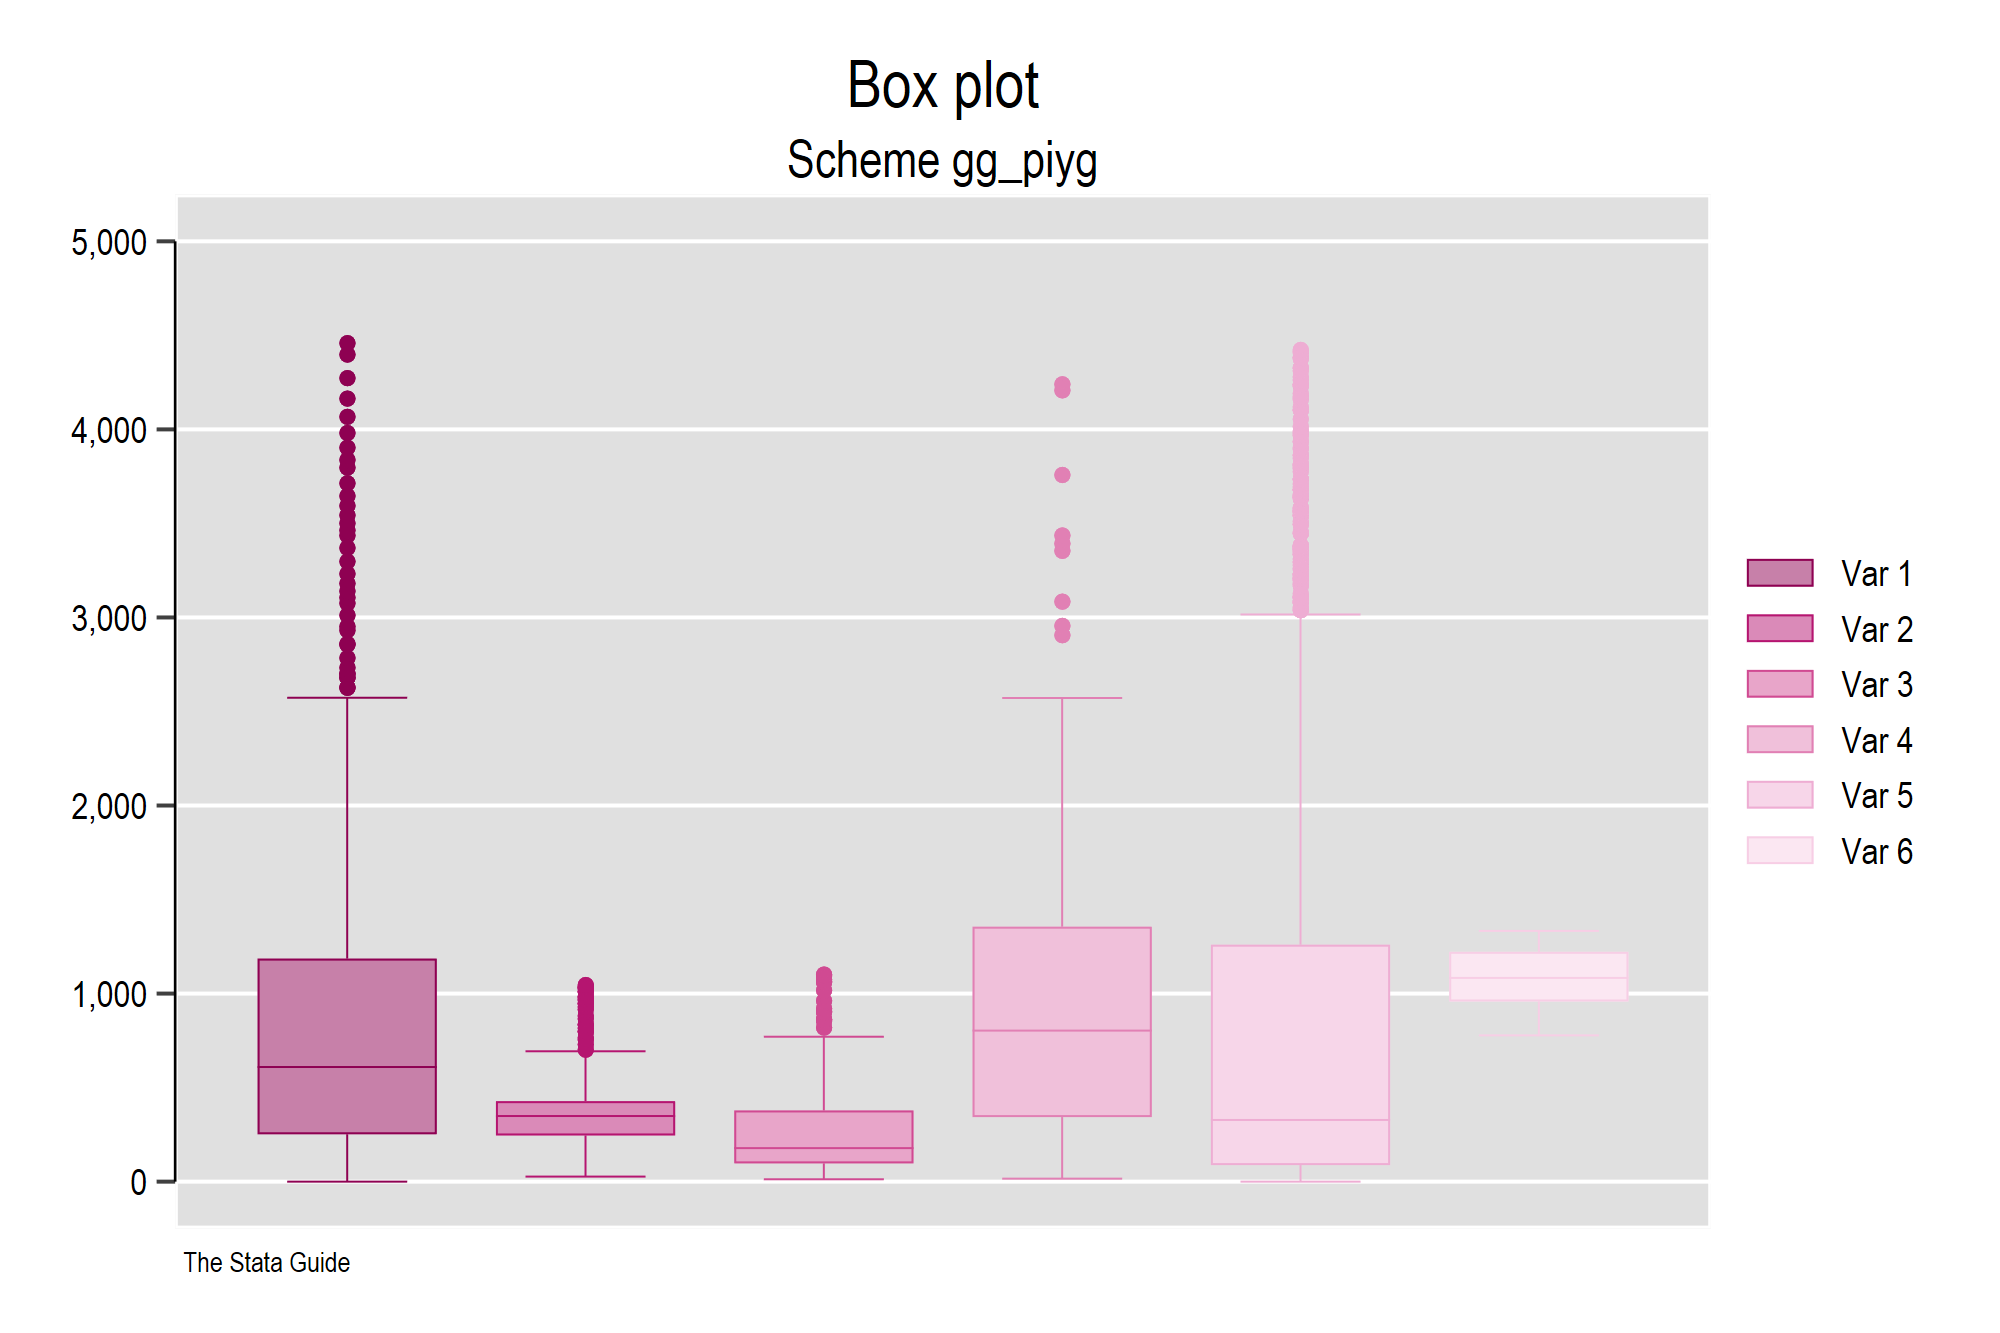 Box plot
Scheme gg_piyg
5,000
4,000
3,000
2,000
1,000
0
Var 1
Var 2
Var 3
Var 4
Var 5
Var 6
The Stata Guide